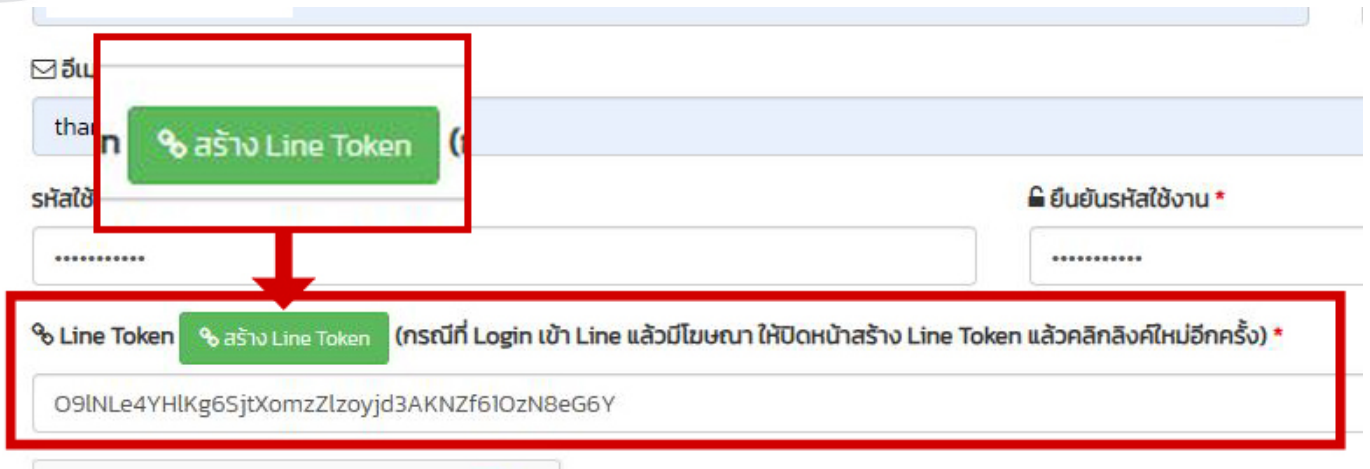 อีเม
than
n สร้าง Line Token (ก
รหัสใช้
ยืนยันรหัสใช้งาน *
•••••••••••
•••••••••••
Line Token สร้าง Line Token (กรณีที่ Login เข้า Line แล้วมีโฆษณา ให้ปิดหน้าสร้าง Line Token แล้วคลิกลิงค์ใหม่อีกครั้ง) *
O9lNLe4YHlKg6SjtXomzZlzoyjd3AKNZf61OzN8eG6Y